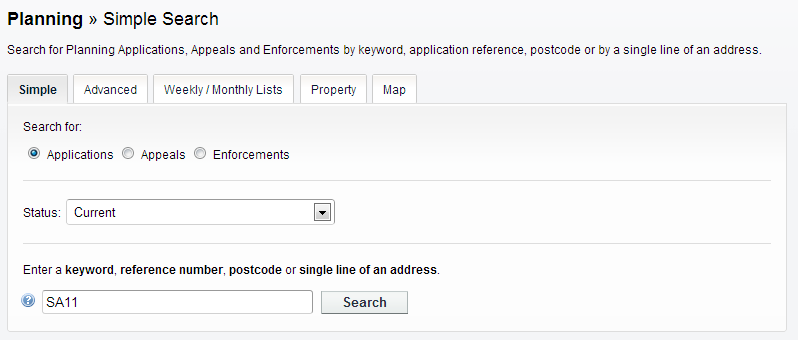 Planning » Simple Search
Search for Planning Applications, Appeals and Enforcements by keyword, application reference, postcode or by a single line of an address.
Simple Advanced Weekly / Monthly Lists Property Map
Search for:
Applications Appeals Enforcements
Status: Current
Enter a keyword, reference number, postcode or single line of an address.
? SA11 Search